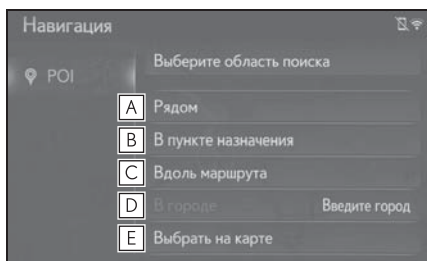 Навигация
POI
Выберите область поиска
A Рядом
B В пункте назначения
C Вдоль маршрута
D В городе Введите город
E Выбрать на карте